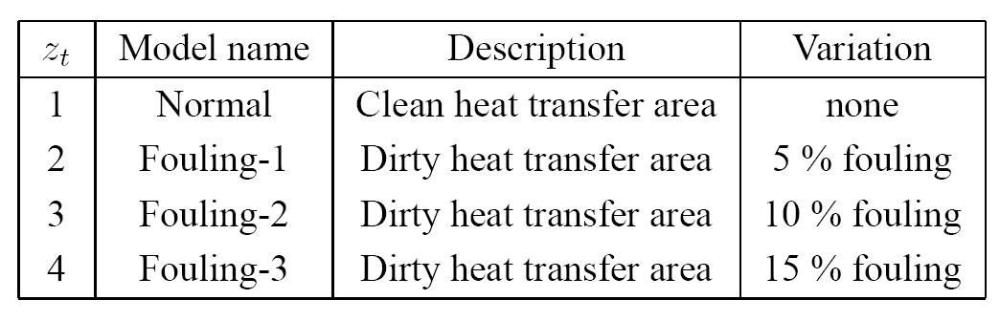 z_t Model name Description Variation
1 Normal Clean heat transfer area none
2 Fouling-1 Dirty heat transfer area 5 % fouling
3 Fouling-2 Dirty heat transfer area 10 % fouling
4 Fouling-3 Dirty heat transfer area 15 % fouling